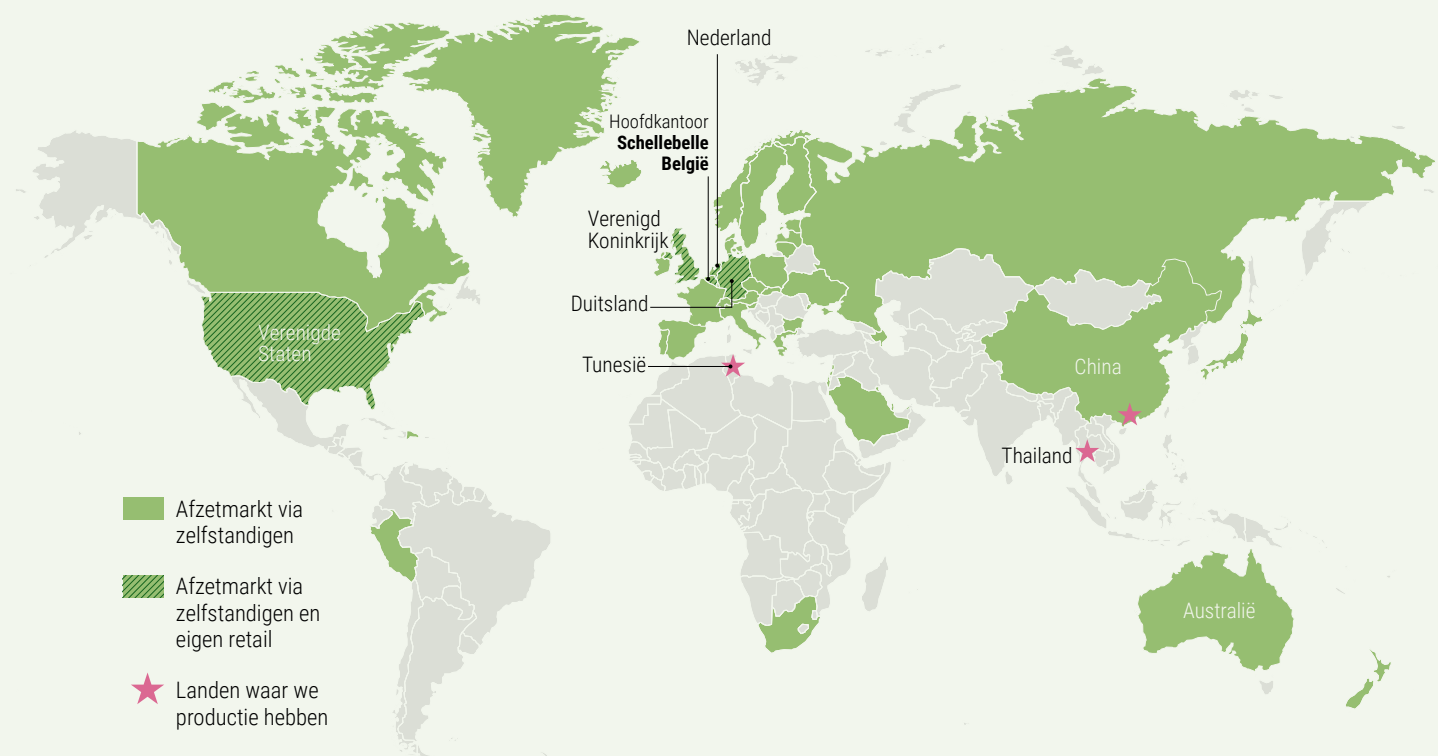 Nederland
Hoofdkantoor
Schellebelle
België
Verenigd
Koninkrijk
Duitsland
Verenigde
Staten
Tunesië
China
Thailand
Australië
Afzetmarkt via
zelfstandigen
Afzetmarkt via
zelfstandigen en
eigen retail
Landen waar we
productie hebben